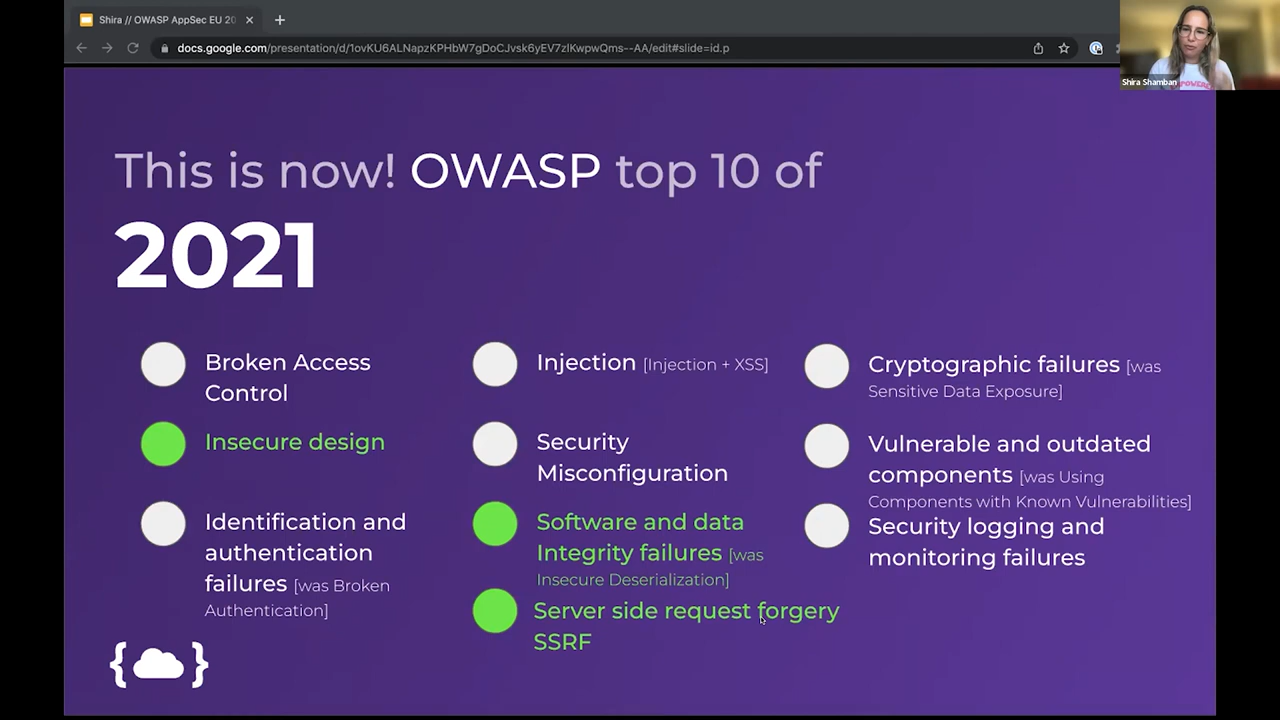 Shira // OWASP AppSec EU 20
docs.google.com/presentation/d/1ovKU6ALNapzKPHbW7gDoCJvsk6yEV7zlKwpwQms--AA/edit#slide=id.p
Shira Shamban
This is now! OWASP top 10 of
2021
Broken Access
Control
Insecure design
Identification and
authentication
failures [was Broken
Authentication]
Injection [Injection + XSS]
Security
Misconfiguration
Software and data
Integrity failures [was
Insecure Deserialization]
Server side request forgery
SSRF
Cryptographic failures [was
Sensitive Data Exposure]
Vulnerable and outdated
components [was Using
Components with Known Vulnerabilities]
Security logging and
monitoring failures
{ }